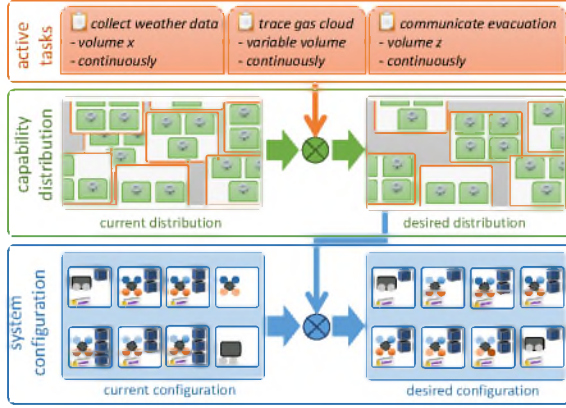 active tasks
collect weather data
- volume x
- continuously
trace gas cloud
- variable volume
- continuously
communicate evacuation
- volume z
- continuously
capability distribution
current distribution
desired distribution
system configuration
current configuration
desired configuration